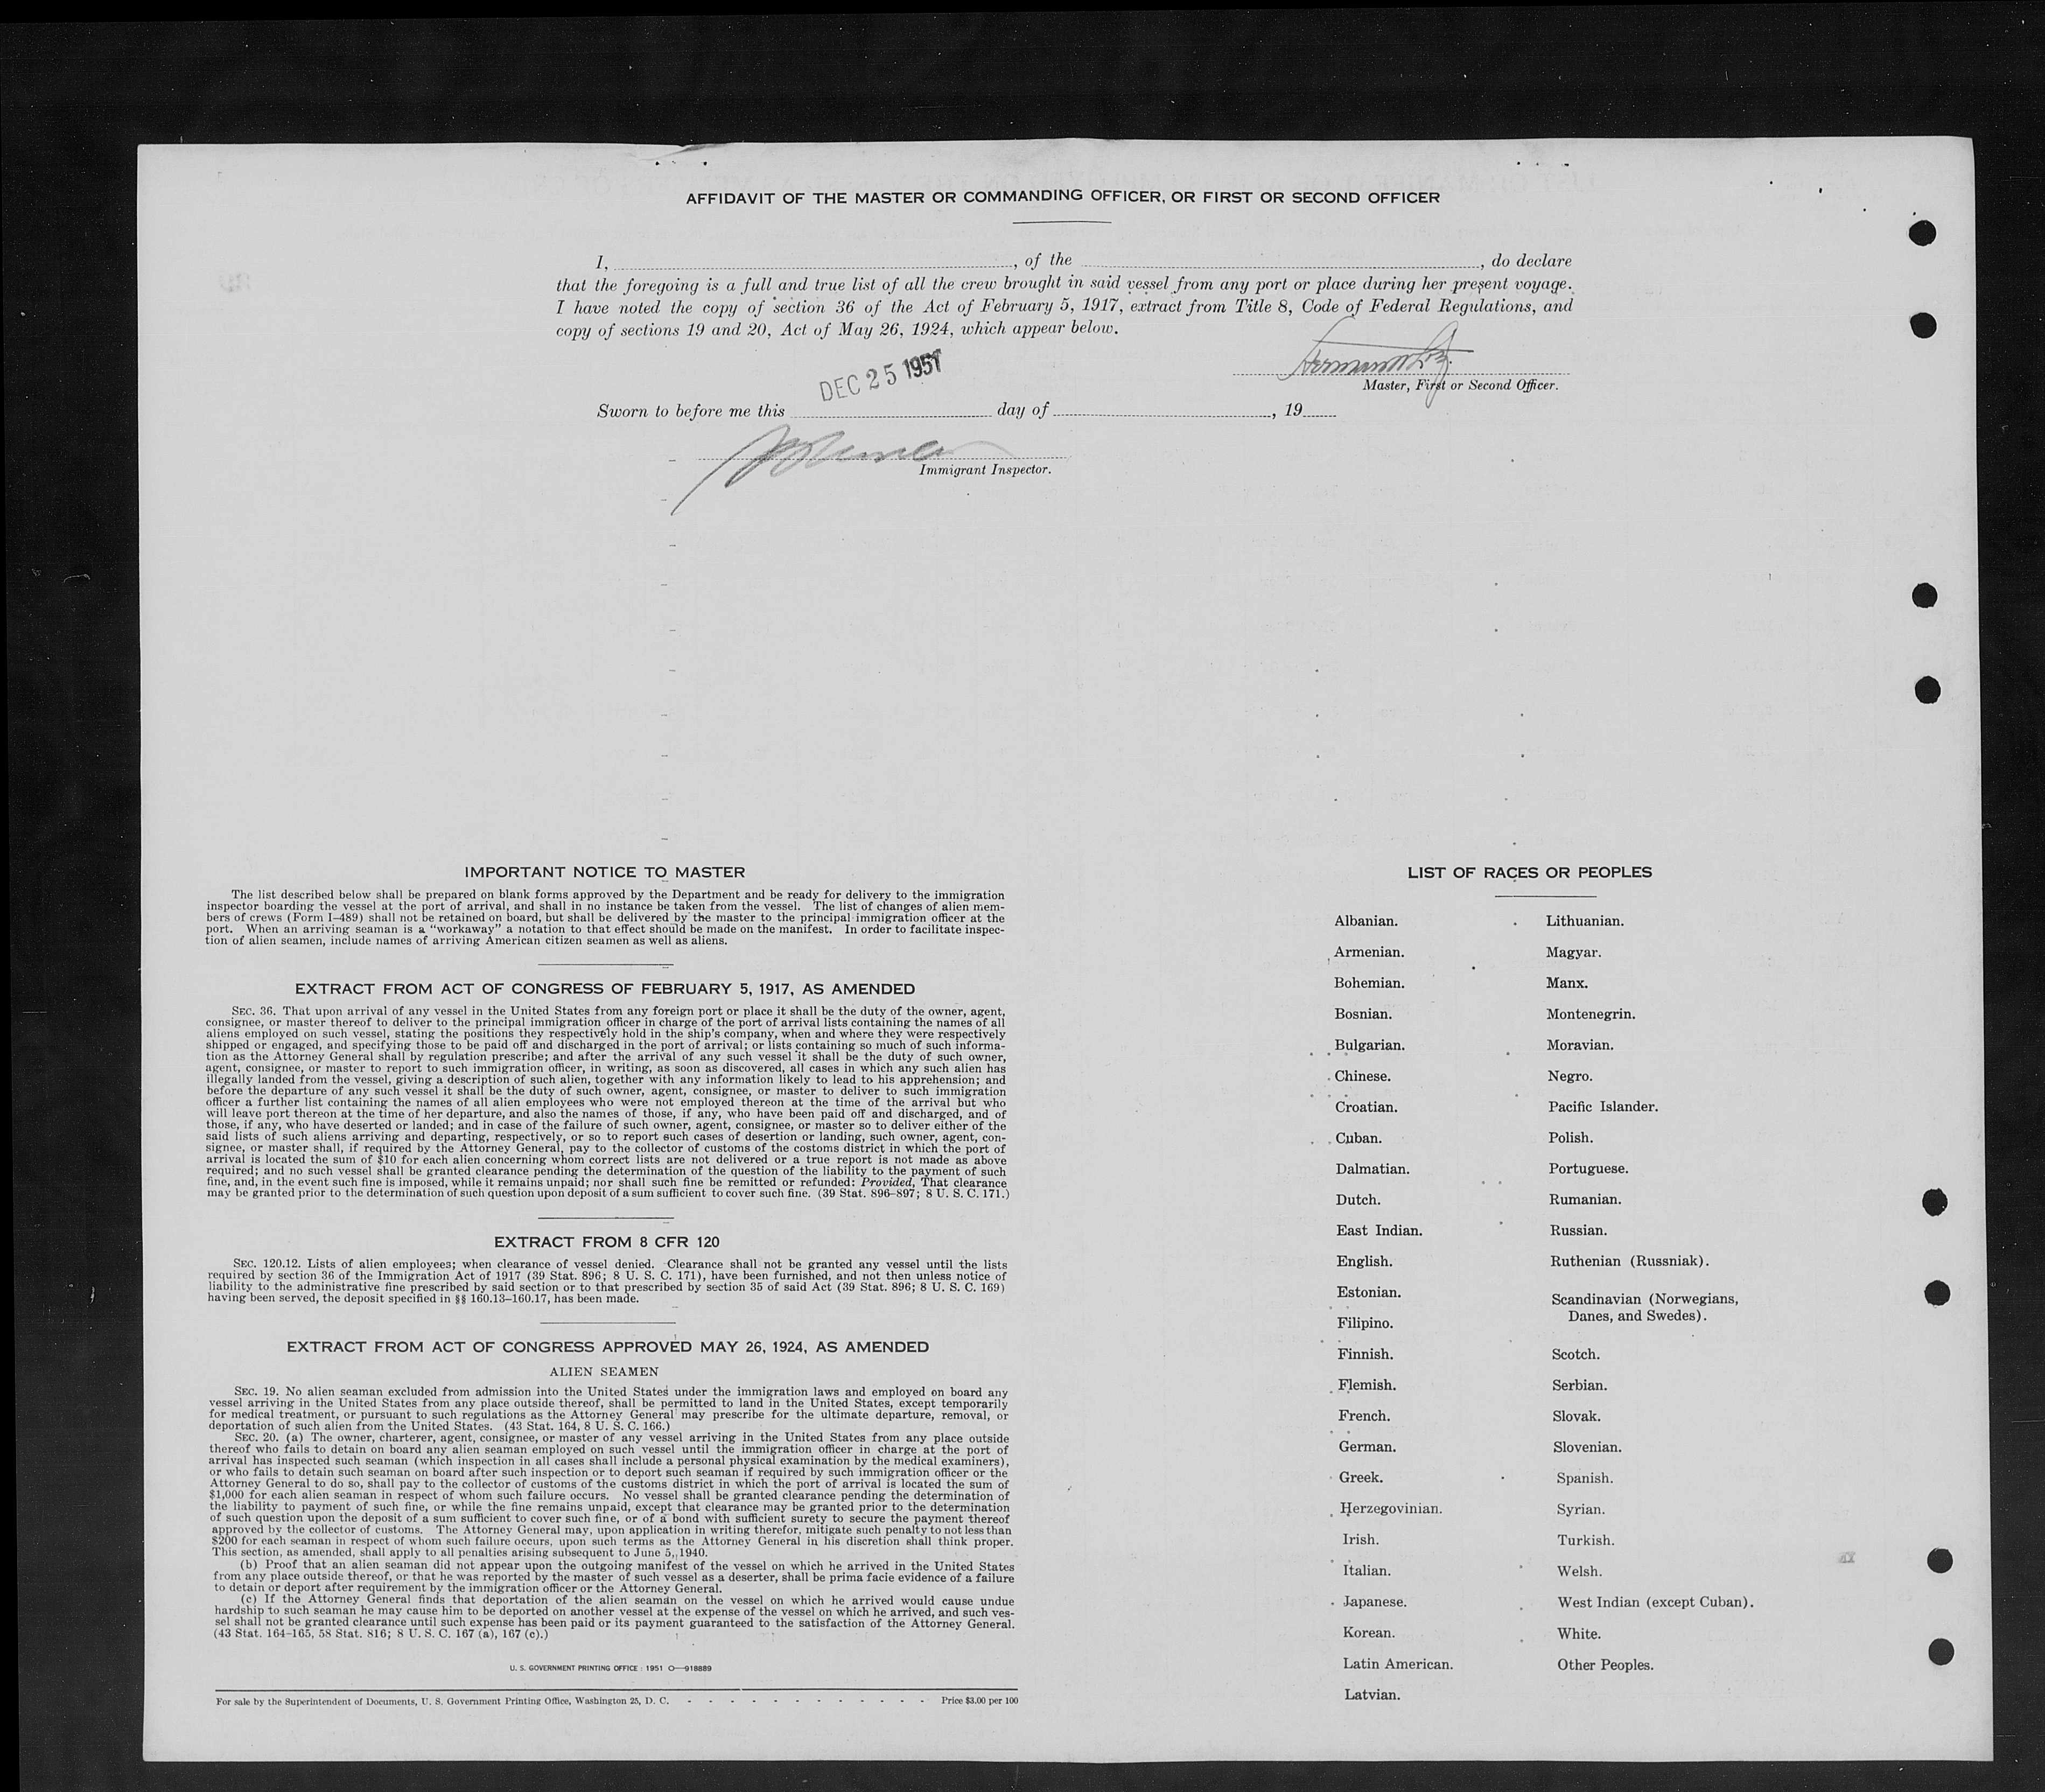 AFFIDAVIT OF THE MASTER OR COMMANDING OFFICER, OR FIRST OR SECOND OFFICER
I, , of the , do declare
that the foregoing is a full and true list of all the crew brought in said vessel from any port or place during her present voyage.
I have noted the copy of section 36 of the Act of February 5, 1917, extract from Title 8, Code of Federal Regulations, and
copy of sections 19 and 20, Act of May 26, 1924, which appear below.
DEC 25 1951
Master, First or Second Officer.
Sworn to before me this day of , 19
Immigrant Inspector.
IMPORTANT NOTICE TO MASTER
The list described below shall be prepared on blank forms approved by the Department and be ready for delivery to the immigration
inspector boarding the vessel at the port of arrival, and shall in no instance be taken from the vessel. The list of changes of alien mem-
bers of crews (Form I-489) shall not be retained on board, but shall be delivered by the master to the principal immigration officer at the
port. When an arriving seaman is a "workaway" a notation to that effect should be made on the manifest. In order to facilitate inspec-
tion of alien seamen, include names of arriving American citizen seamen as well as aliens.
EXTRACT FROM ACT OF CONGRESS OF FEBRUARY 5, 1917, AS AMENDED
SEC. 36. That upon arrival of any vessel in the United States from any foreign port or place it shall be the duty of the owner, agent,
consignee, or master thereof to deliver to the principal immigration officer in charge of the port of arrival lists containing the names of all
aliens employed on such vessel, stating the positions they respectively hold in the ship's company, when and where they were respectively
shipped or engaged, and specifying those to be paid off and discharged in the port of arrival; or lists containing so much of such informa-
tion as the Attorney General shall by regulation prescribe; and after the arrival of any such vessel it shall be the duty of such owner,
agent, consignee, or master to report to such immigration officer, in writing, as soon as discovered, all cases in which any such alien has
illegally landed from the vessel, giving a description of such alien, together with any information likely to lead to his apprehension; and
before the departure of any such vessel it shall be the duty of such owner, agent, consignee, or master to deliver to such immigration
officer a further list containing the names of all alien employees who were not employed thereon at the time of the arrival but who
will leave port thereon at the time of her departure, and also the names of those, if any, who have been paid off and discharged, and of
those, if any, who have deserted or landed; and in case of the failure of such owner, agent, consignee, or master so to deliver either of the
said lists of such aliens arriving and departing, respectively, or so to report such cases of desertion or landing, such owner, agent, con-
signee, or master shall, if required by the Attorney General, pay to the collector of customs of the costoms district in which the port of
arrival is located the sum of $10 for each alien concerning whom correct lists are not delivered or a true report is not made as above
required; and no such vessel shall be granted clearance pending the determination of the question of the liability to the payment of such
fine, and, in the event such fine is imposed, while it remains unpaid; nor shall such fine be remitted or refunded: Provided, That clearance
may be granted prior to the determination of such question upon deposit of a sum sufficient to cover such fine. (39 Stat. 896-897; 8 U. S. C. 171.)
EXTRACT FROM 8 CFR 120
SEC. 120.12. Lists of alien employees; when clearance of vessel denied. Clearance shall not be granted any vessel until the lists
required by section 36 of the Immigration Act of 1917 (39 Stat. 896; 8 U. S. C. 171), have been furnished, and not then unless notice of
liability to the administrative fine prescribed by said section or to that prescribed by section 35 of said Act (39 Stat. 896; 8 U. S. C. 169)
having been served, the deposit specified in §§ 160.13-160.17, has been made.
EXTRACT FROM ACT OF CONGRESS APPROVED MAY 26, 1924, AS AMENDED
ALIEN SEAMEN
SEC. 19. No alien seaman excluded from admission into the United States under the immigration laws and employed on board any
vessel arriving in the United States from any place outside thereof, shall be permitted to land in the United States, except temporarily
for medical treatment, or pursuant to such regulations as the Attorney General may prescribe for the ultimate departure, removal, or
deportation of such alien from the United States. (43 Stat. 164, 8 U. S. C. 166.)
SEC. 20. (a) The owner, charterer, agent, consignee, or master of any vessel arriving in the United States from any place outside
thereof who fails to detain on board any alien seaman employed on such vessel until the immigration officer in charge at the port of
arrival has inspected such seaman (which inspection in all cases shall include a personal physical examination by the medical examiners),
or who fails to detain such seaman on board after such inspection or to deport such seaman if required by such immigration officer or the
Attorney General to do so, shall pay to the collector of customs of the customs district in which the port of arrival is located the sum of
$1,000 for each alien seaman in respect of whom such failure occurs. No vessel shall be granted clearance pending the determination of
the liability to payment of such fine, or while the fine remains unpaid, except that clearance may be granted prior to the determination
of such question upon the deposit of a sum sufficient to cover such fine, or of a bond with sufficient surety to secure the payment thereof
approved by the collector of customs. The Attorney General may, upon application in writing therefor, mitigate such penalty to not less than
$200 for each seaman in respect of whom such failure occurs, upon such terms as the Attorney General in his discretion shall think proper.
This section, as amended, shall apply to all penalties arising subsequent to June 5, 1940.
(b) Proof that an alien seaman did not appear upon the outgoing manifest of the vessel on which he arrived in the United States
from any place outside thereof, or that he was reported by the master of such vessel as a deserter, shall be prima facie evidence of a failure
to detain or deport after requirement by the immigration officer or the Attorney General.
(c) If the Attorney General finds that deportation of the alien seaman on the vessel on which he arrived would cause undue
hardship to such seaman he may cause him to be deported on another vessel at the expense of the vessel on which he arrived, and such ves-
sel shall not be granted clearance until such expense has been paid or its payment guaranteed to the satisfaction of the Attorney General.
(43 Stat. 164-165, 58 Stat. 816; 8 U. S. C. 167 (a), 167 (c).)
U. S. GOVERNMENT PRINTING OFFICE : 1951 O—918889
For sale by the Superintendent of Documents, U. S. Government Printing Office, Washington 25, D. C. - - - - - - - - - - - - Price $3.00 per 100
LIST OF RACES OR PEOPLES
Albanian.
Armenian.
Bohemian.
Bosnian.
Bulgarian.
Chinese.
Croatian.
Cuban.
Dalmatian.
Dutch.
East Indian.
English.
Estonian.
Filipino.
Finnish.
Flemish.
French.
German.
Greek.
Herzegovinian.
Irish.
Italian.
Japanese.
Korean.
Latin American.
Latvian.
Lithuanian.
Magyar.
Manx.
Montenegrin.
Moravian.
Negro.
Pacific Islander.
Polish.
Portuguese.
Rumanian.
Russian.
Ruthenian (Russniak).
Scandinavian (Norwegians,
Danes, and Swedes).
Scotch.
Serbian.
Slovak.
Slovenian.
Spanish.
Syrian.
Turkish.
Welsh.
West Indian (except Cuban).
White.
Other Peoples.